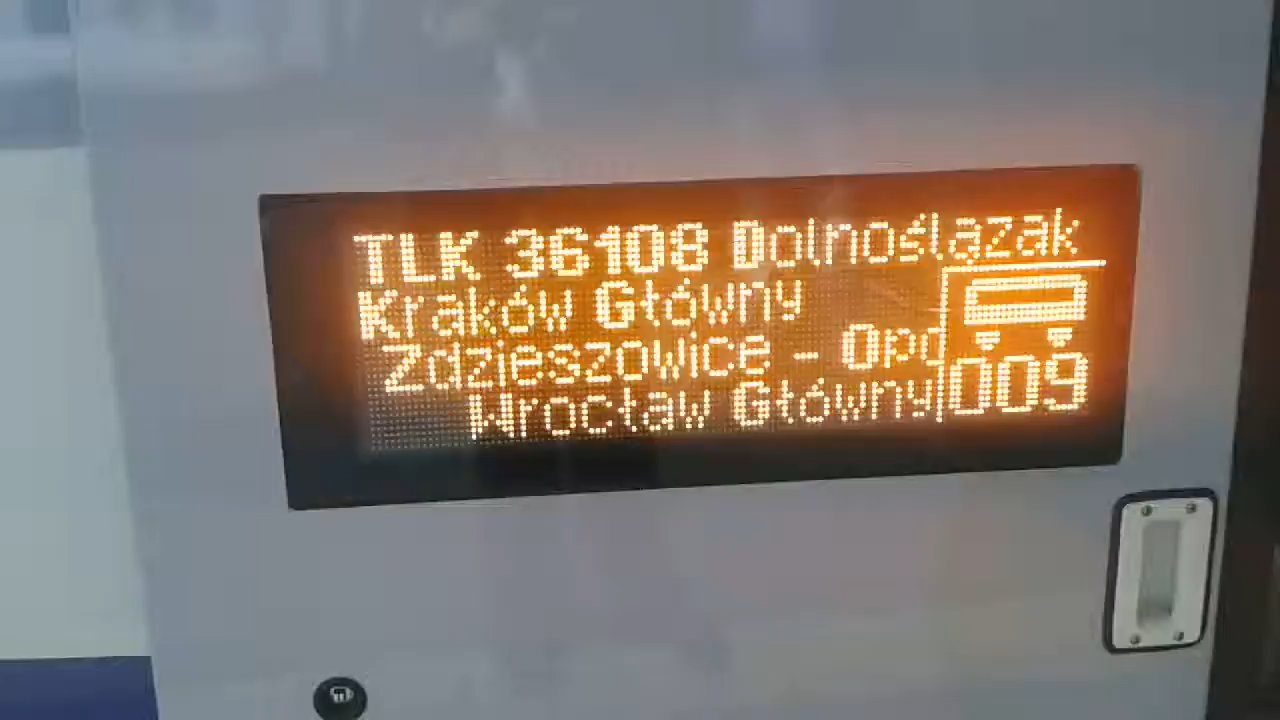 TLK 36108 Dolnoślązak
Kraków Główny
Zdzieszowice - Opo
Wrocław Główny
009